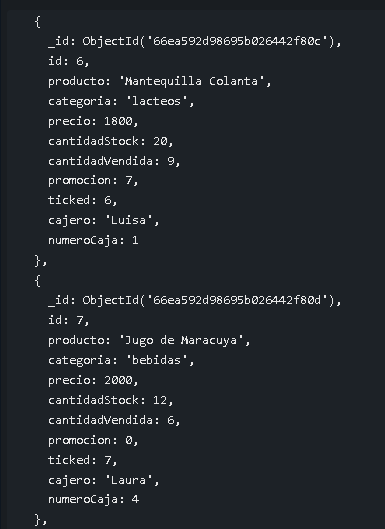 {
_id: ObjectId('66ea592d98695b026442f80c'),
id: 6,
producto: 'Mantequilla Colanta',
categoria: 'lacteos',
precio: 1800,
cantidadStock: 20,
cantidadVendida: 9,
promocion: 7,
ticked: 6,
cajero: 'Luisa',
numeroCaja: 1
},
{
_id: ObjectId('66ea592d98695b026442f80d'),
id: 7,
producto: 'Jugo de Maracuya',
categoria: 'bebidas',
precio: 2000,
cantidadStock: 12,
cantidadVendida: 6,
promocion: 0,
ticked: 7,
cajero: 'Laura',
numeroCaja: 4
},